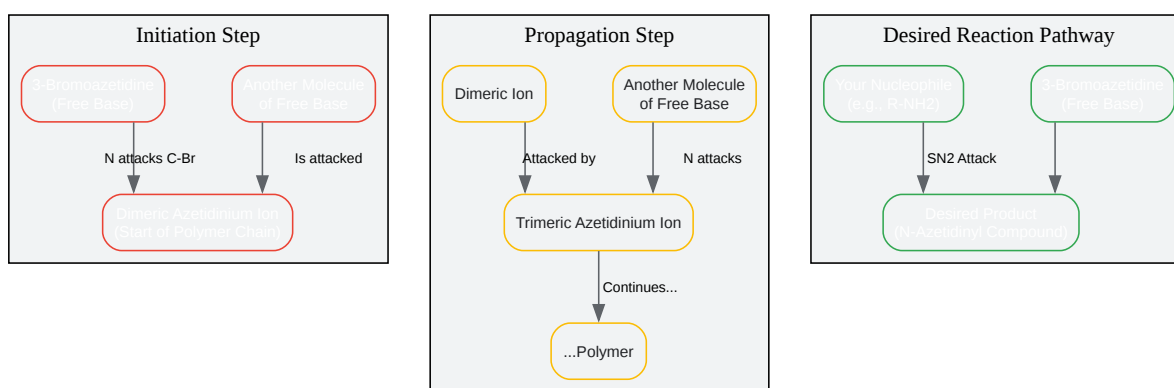 Initiation Step
3-Bromoazetidine
(Free Base)
Another Molecule
of Free Base
N attacks C-Br
Is attacked
Dimeric Azetidinium Ion
(Start of Polymer Chain)
Propagation Step
Dimeric Ion
Another Molecule
of Free Base
Attacked by
N attacks
Trimeric Azetidinium Ion
Continues...
...Polymer
Desired Reaction Pathway
Your Nucleophile
(e.g., R-NH2)
3-Bromoazetidine
(Free Base)
SN2 Attack
Desired Product
(N-Azetidinyl Compound)